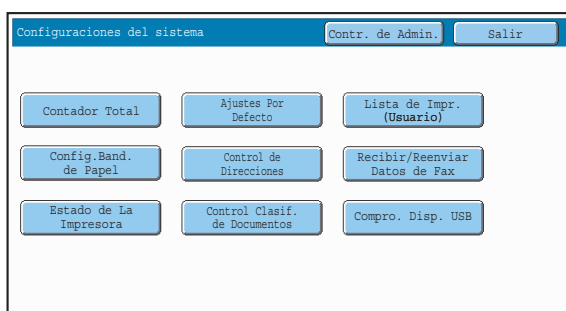 Configuraciones del sistema
Contr. de Admin.
Salir
Contador Total
Ajustes Por
Defecto
Lista de Impr.
(Usuario)
Config.Band.
de Papel
Control de
Direcciones
Recibir/Reenviar
Datos de Fax
Estado de La
Impresora
Control Clasif.
de Documentos
Compro. Disp. USB